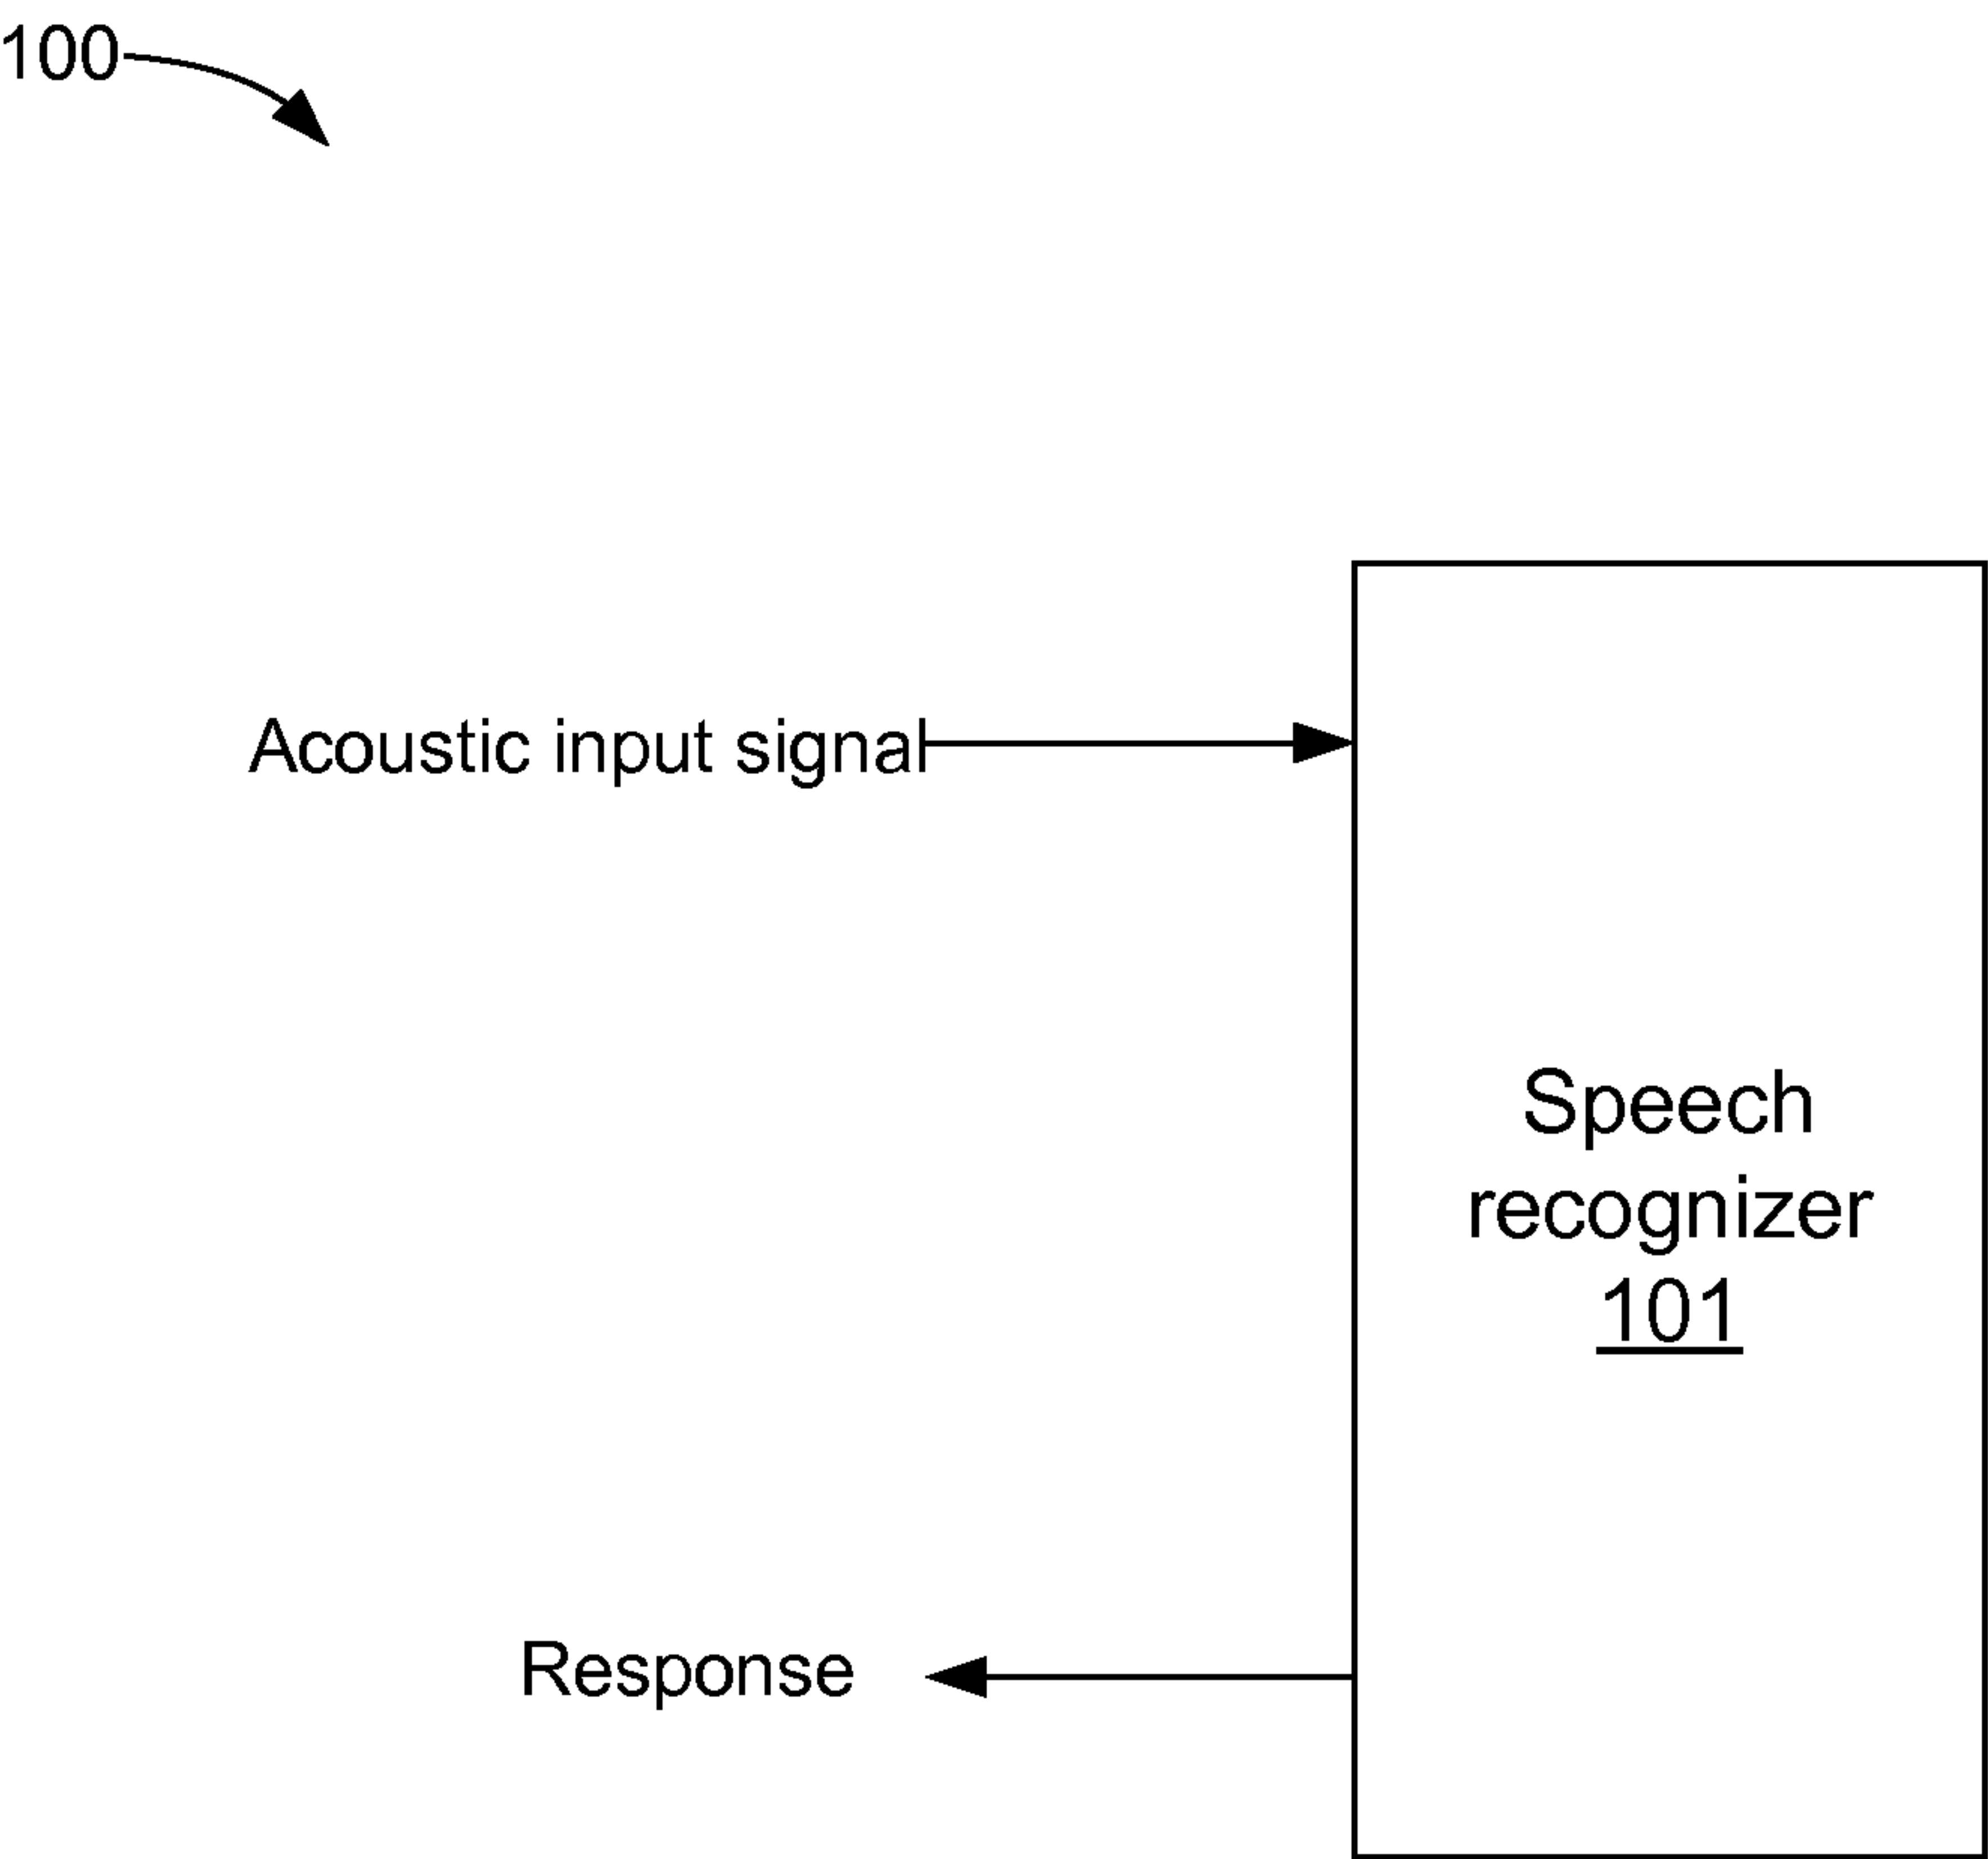 100
Acoustic input signal
Speech
recognizer
101
Response